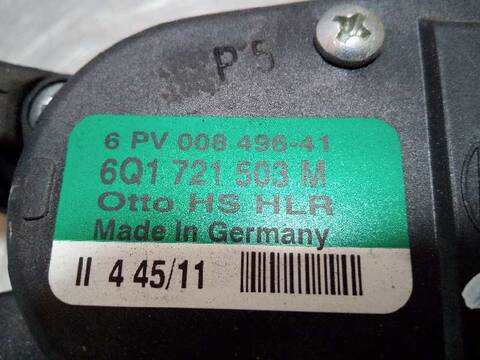 P5
6 PV 008 496-41
6Q1 721 503 M
Otto HS HLR
Made In Germany
II 4 45/11